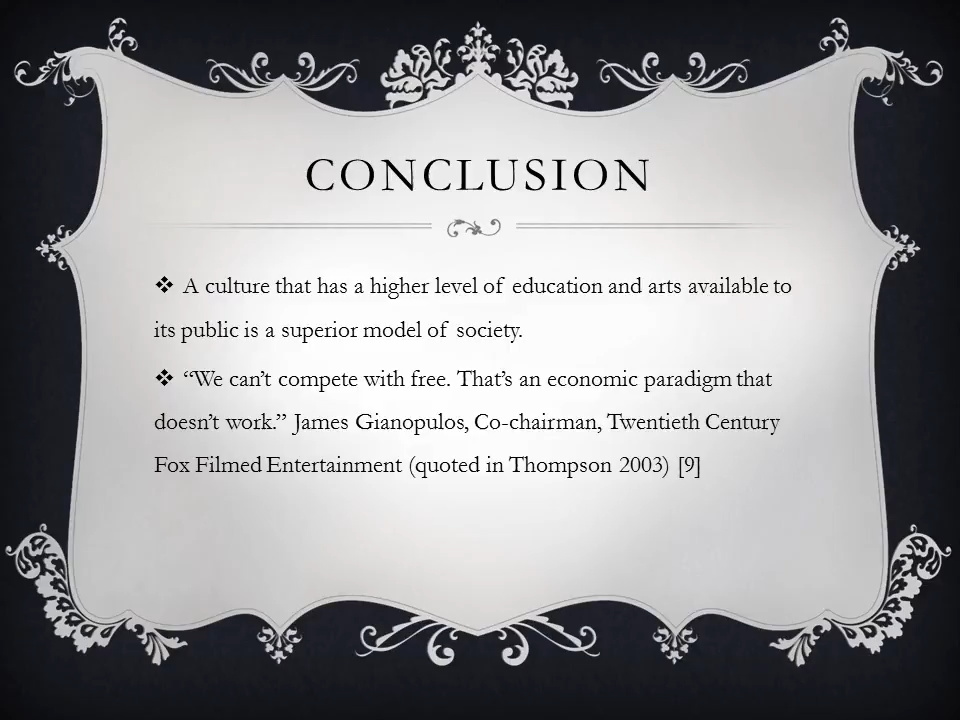 CONCLUSION
❖ A culture that has a higher level of education and arts available to
its public is a superior model of society.
❖ “We can’t compete with free. That’s an economic paradigm that
doesn’t work.” James Gianopulos, Co-chairman, Twentieth Century
Fox Filmed Entertainment (quoted in Thompson 2003) [9]